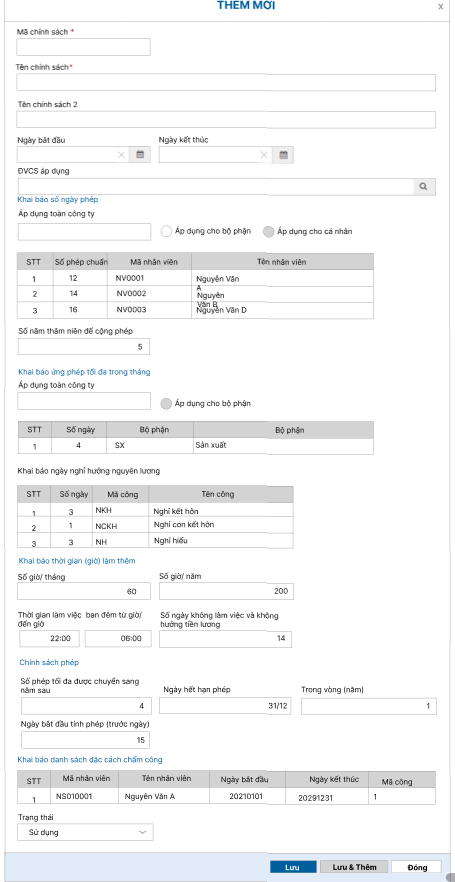 THÊM MỚI
x
Mã chính sách *
Tên chính sách*
Tên chính sách 2
Ngày bắt đầu Ngày kết thúc
ĐVCS áp dụng
Khai báo số ngày phép
Áp dụng toàn công ty
Áp dụng cho bộ phận Áp dụng cho cá nhân
STT Số phép chuẩn Mã nhân viên Tên nhân viên
1 12 NV0001 Nguyễn Văn A
2 14 NV0002 Nguyễn Văn B
3 16 NV0003 Nguyễn Văn D
Số năm thâm niên để cộng phép
5
Khai báo ứng phép tối đa trong tháng
Áp dụng toàn công ty
Áp dụng cho bộ phận
STT Số ngày Bộ phận Bộ phận
1 4 SX Sản xuất
Khai báo ngày nghỉ hưởng nguyên lương
STT Số ngày Mã công Tên công
1 3 NKH Nghỉ kết hôn
2 1 NCKH Nghỉ con kết hôn
3 3 NH Nghỉ hiếu
Khai báo thời gian (giờ) làm thêm
Số giờ/ tháng Số giờ/ năm
60 200
Thời gian làm việc ban đêm từ giờ/ đến giờ
Số ngày không làm việc và không hưởng tiền lương
22:00 06:00 14
Chính sách phép
Số phép tối đa được chuyển sang năm sau
Ngày hết hạn phép Trong vòng (năm)
4 31/12 1
Ngày bắt đầu tính phép (trước ngày)
15
Khai báo danh sách đặc cách chấm công
STT Mã nhân viên Tên nhân viên Ngày bắt đầu Ngày kết thúc Mã công
1 NS010001 Nguyễn Văn A 20210101 20291231 1
Trạng thái
Sử dụng
Lưu Lưu & Thêm Đóng